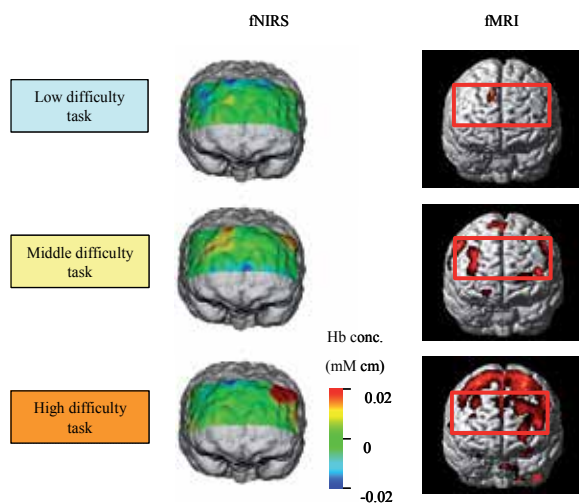 fNIRS
fMRI
Low difficulty
task
Middle difficulty
task
Hb conc.
(mM cm)
0.02
High difficulty
task
0
-0.02